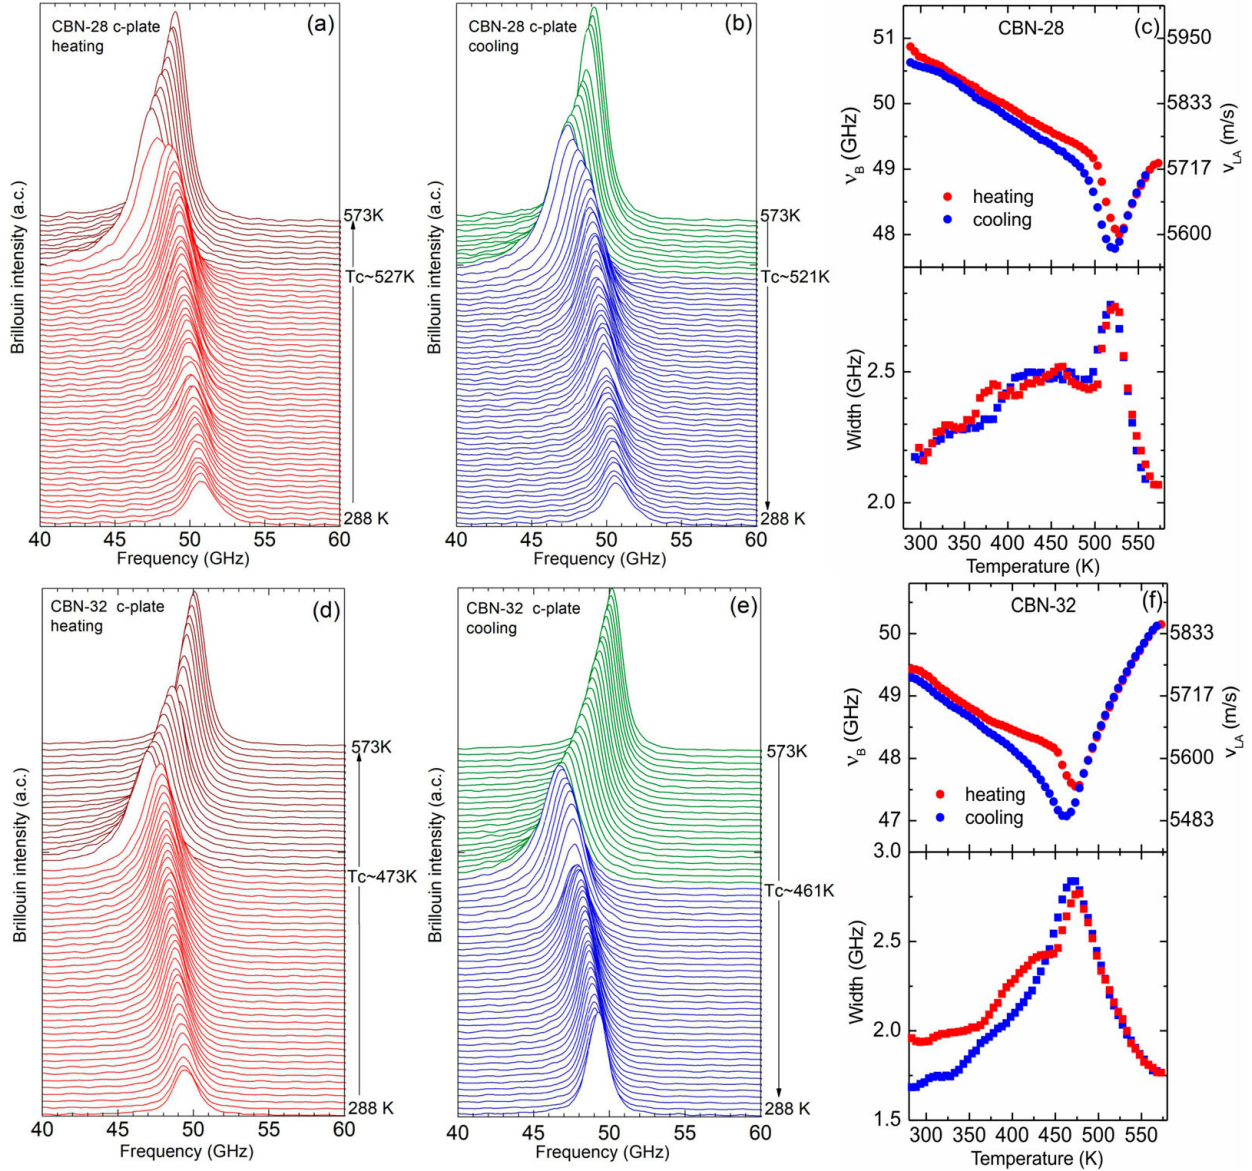 (a)
CBN-28 c-plate
heating
Brillouin intensity (a.c.)
573K
Tc~527K
288 K
40 45 50 55 60
Frequency (GHz)
(b)
CBN-28 c-plate
cooling
Brillouin intensity (a.c.)
573K
Tc~521K
288 K
40 45 50 55 60
Frequency (GHz)
(c)
CBN-28
51
50
49
48
ν_B (GHz)
5950
5833
5717
5600
v_LA (m/s)
heating
cooling
2.5
2.0
Width (GHz)
300 350 400 450 500 550
Temperature (K)
(d)
CBN-32 c-plate
heating
Brillouin intensity (a.c.)
573K
Tc~473K
288 K
40 45 50 55 60
Frequency (GHz)
(e)
CBN-32 c-plate
cooling
Brillouin intensity (a.c.)
573K
Tc~461K
288 K
40 45 50 55 60
Frequency (GHz)
(f)
CBN-32
50
49
48
47
ν_B (GHz)
5833
5717
5600
5483
v_LA (m/s)
heating
cooling
3.0
2.5
2.0
1.5
Width (GHz)
300 350 400 450 500 550
Temperature (K)